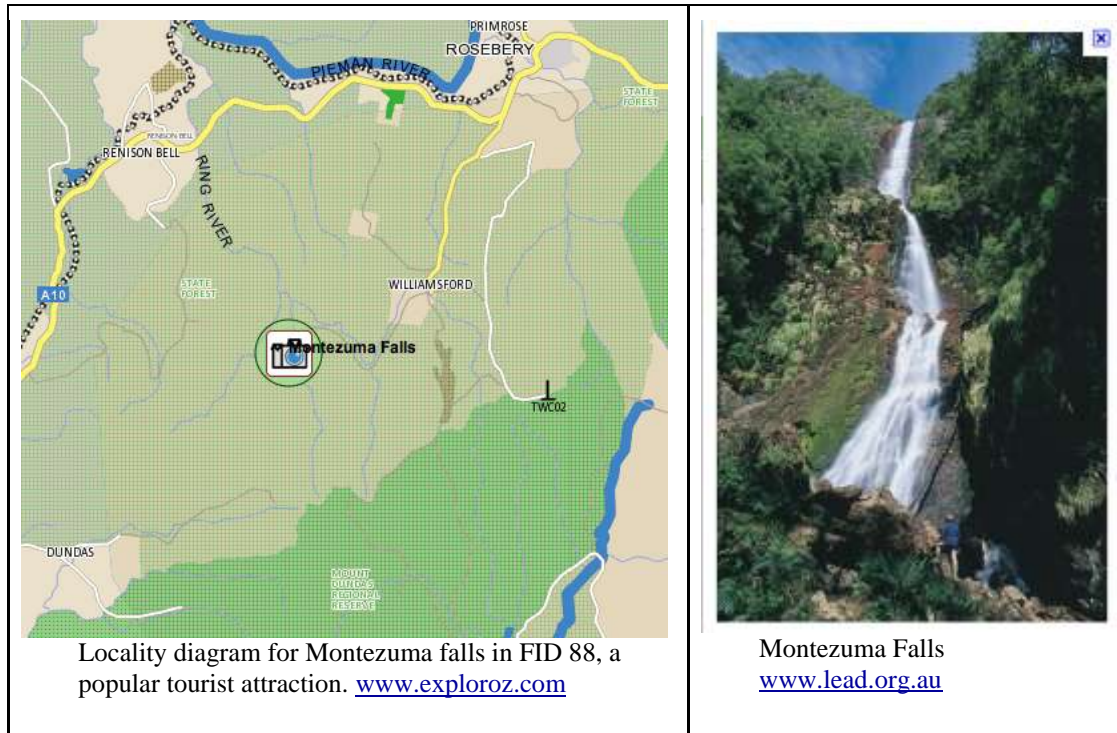 PRIMROSE
ROSEBERY
PIEMAN RIVER
STATE
FOREST
RENISON BELL
RENISON BELL
RING RIVER
STATE
FOREST
WILLIAMSFORD
A10
Montezuma Falls
TWC02
DUNDAS
MOUNT
DUNDAS
REGIONAL
RESERVE
Locality diagram for Montezuma falls in FID 88, a
popular tourist attraction. www.exploroz.com
Montezuma Falls
www.lead.org.au